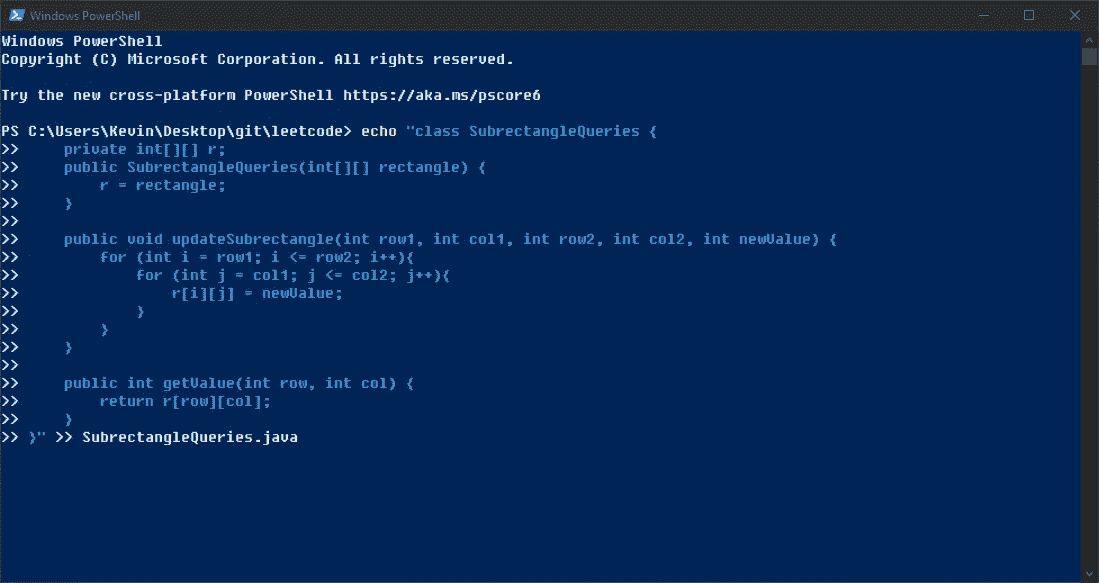 Windows PowerShell
Windows PowerShell
Copyright (C) Microsoft Corporation. All rights reserved.

Try the new cross-platform PowerShell https://aka.ms/pscore6

PS C:\Users\Kevin\Desktop\git\leetcode> echo "class SubrectangleQueries {
>>     private int[][] r;
>>     public SubrectangleQueries(int[][] rectangle) {
>>         r = rectangle;
>>     }
>>
>>     public void updateSubrectangle(int row1, int col1, int row2, int col2, int newValue) {
>>         for (int i = row1; i <= row2; i++){
>>             for (int j = col1; j <= col2; j++){
>>                 r[i][j] = newValue;
>>             }
>>         }
>>     }
>>
>>     public int getValue(int row, int col) {
>>         return r[row][col];
>>     }
>> }" >> SubrectangleQueries.java